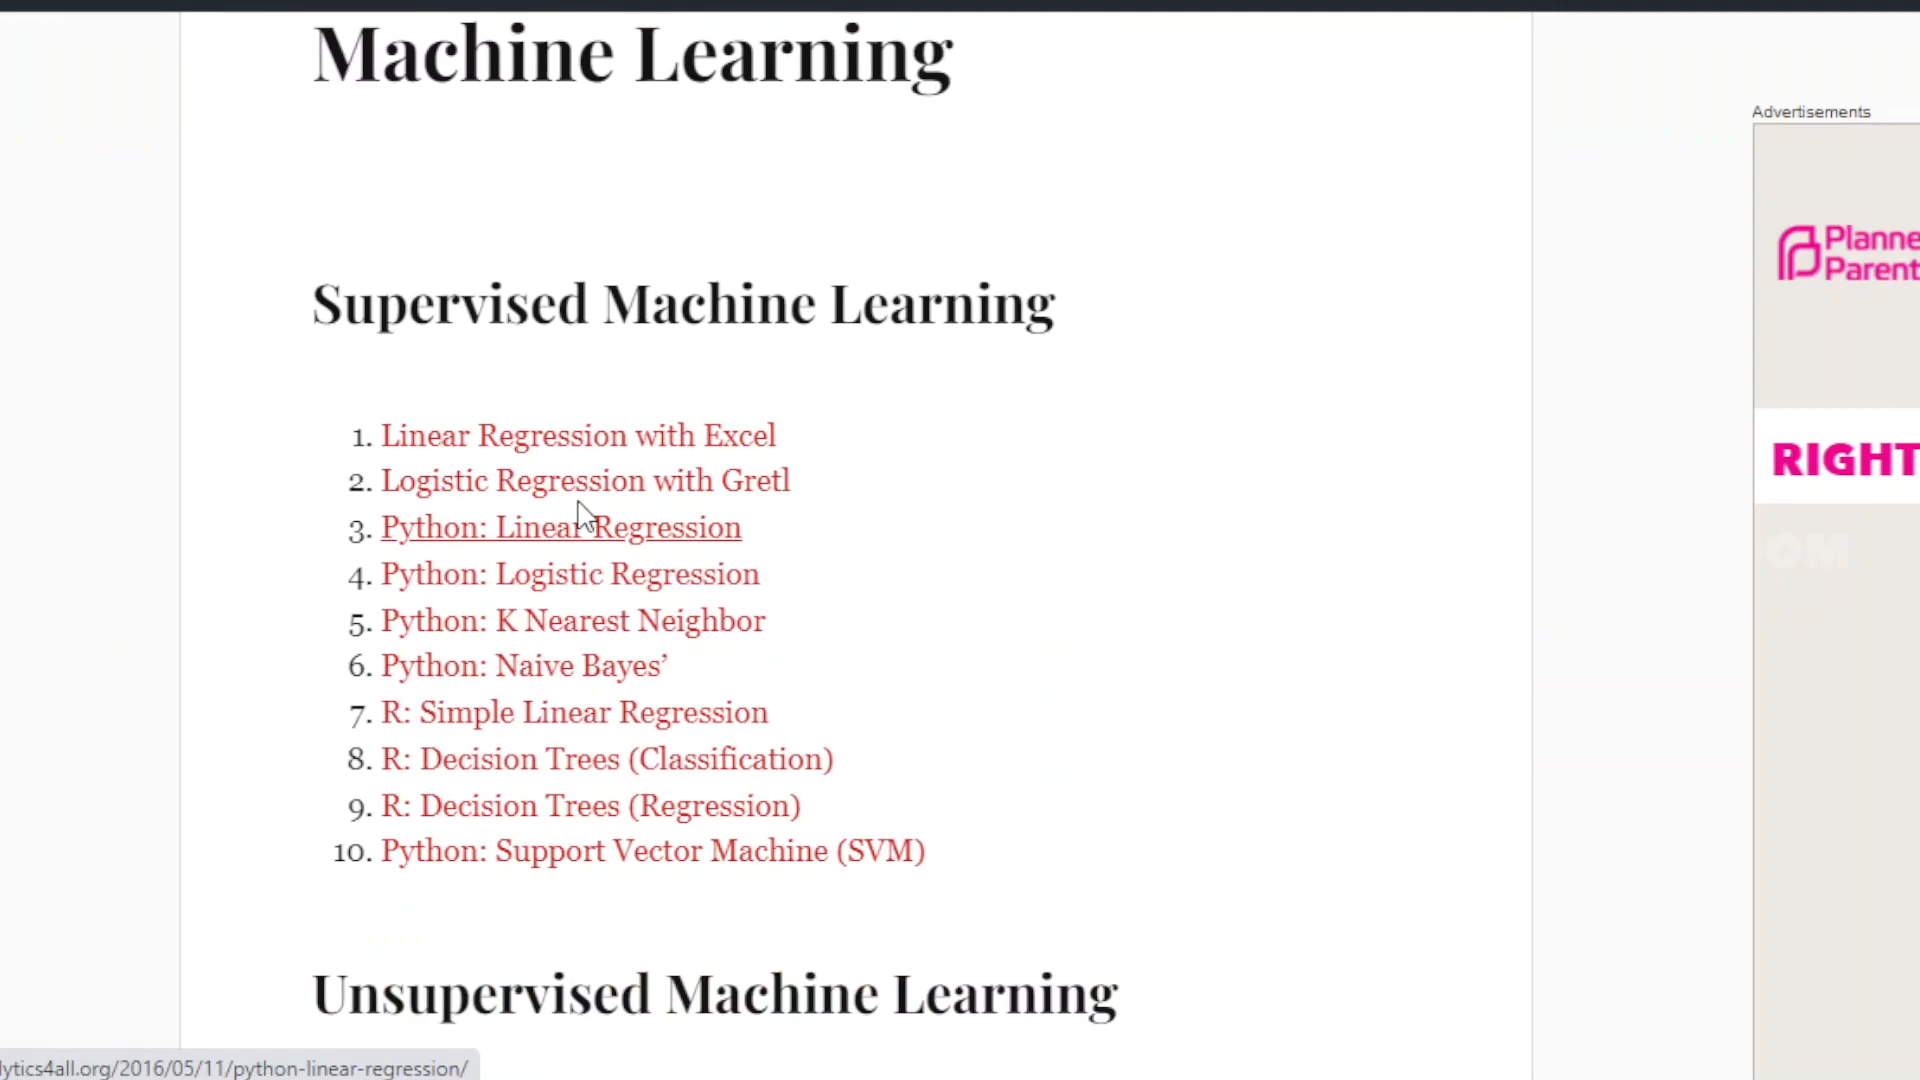 Machine Learning
Advertisements
Planne
Parent
Supervised Machine Learning
1. Linear Regression with Excel
2. Logistic Regression with Gretl
RIGHT
3. Python: Linear Regression
OM
4. Python: Logistic Regression
5. Python: K Nearest Neighbor
6. Python: Naive Bayes’
7. R: Simple Linear Regression
8. R: Decision Trees (Classification)
9. R: Decision Trees (Regression)
10. Python: Support Vector Machine (SVM)
Unsupervised Machine Learning
lytics4all.org/2016/05/11/python-linear-regression/